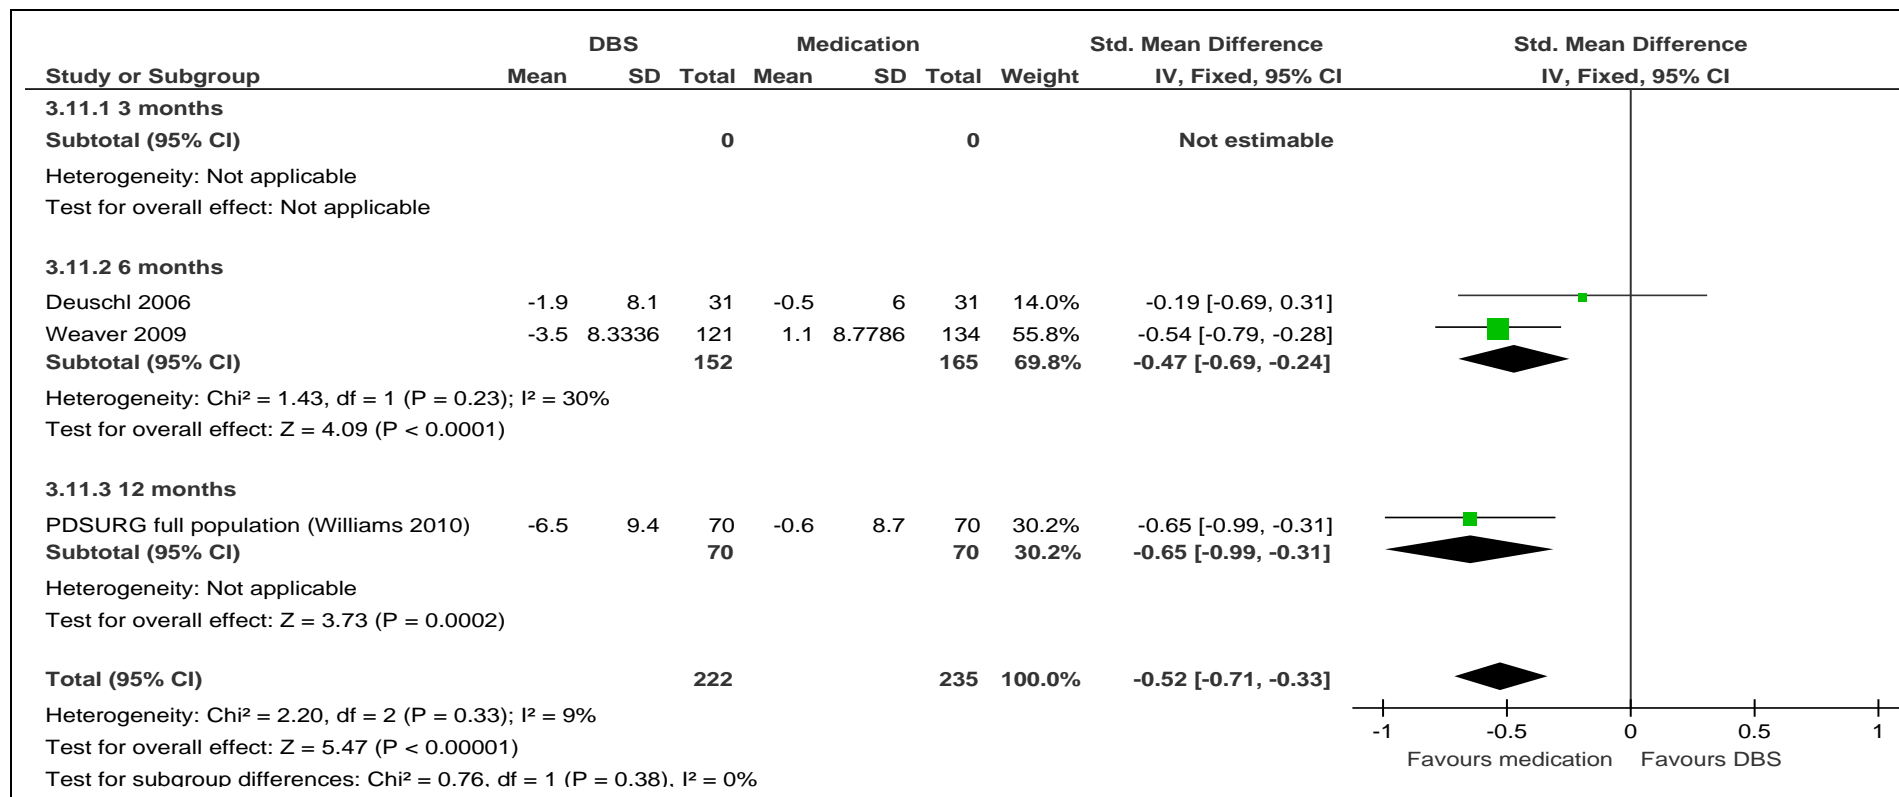 DBS Medication Std. Mean Difference Std. Mean Difference
Study or Subgroup Mean SD Total Mean SD Total Weight IV, Fixed, 95% CI IV, Fixed, 95% CI
3.11.1 3 months
Subtotal (95% CI) 0 0 Not estimable
Heterogeneity: Not applicable
Test for overall effect: Not applicable
3.11.2 6 months
Deuschl 2006 -1.9 8.1 31 -0.5 6 31 14.0% -0.19 [-0.69, 0.31]
Weaver 2009 -3.5 8.3336 121 1.1 8.7786 134 55.8% -0.54 [-0.79, -0.28]
Subtotal (95% CI) 152 165 69.8% -0.47 [-0.69, -0.24]
Heterogeneity: Chi² = 1.43, df = 1 (P = 0.23); I² = 30%
Test for overall effect: Z = 4.09 (P < 0.0001)
3.11.3 12 months
PDSURG full population (Williams 2010) -6.5 9.4 70 -0.6 8.7 70 30.2% -0.65 [-0.99, -0.31]
Subtotal (95% CI) 70 70 30.2% -0.65 [-0.99, -0.31]
Heterogeneity: Not applicable
Test for overall effect: Z = 3.73 (P = 0.0002)
Total (95% CI) 222 235 100.0% -0.52 [-0.71, -0.33]
Heterogeneity: Chi² = 2.20, df = 2 (P = 0.33); I² = 9%
Test for overall effect: Z = 5.47 (P < 0.00001)
Test for subgroup differences: Chi² = 0.76, df = 1 (P = 0.38), I² = 0%
-1 -0.5 0 0.5 1
Favours medication Favours DBS